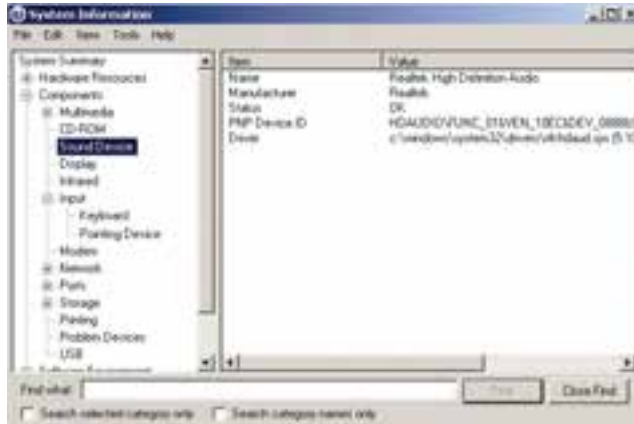 System Information
File Edit View Tools Help
System Summary
Hardware Resources
Components
Multimedia
CD-ROM
Sound Device
Display
Infrared
Input
Keyboard
Pointing Device
Modem
Network
Ports
Storage
Printing
Problem Devices
USB
Item Value
Name Realtek High Definition Audio
Manufacturer Realtek
Status OK
PNP Device ID
Driver
Find what: Find Close Find
Search selected category only Search category names only